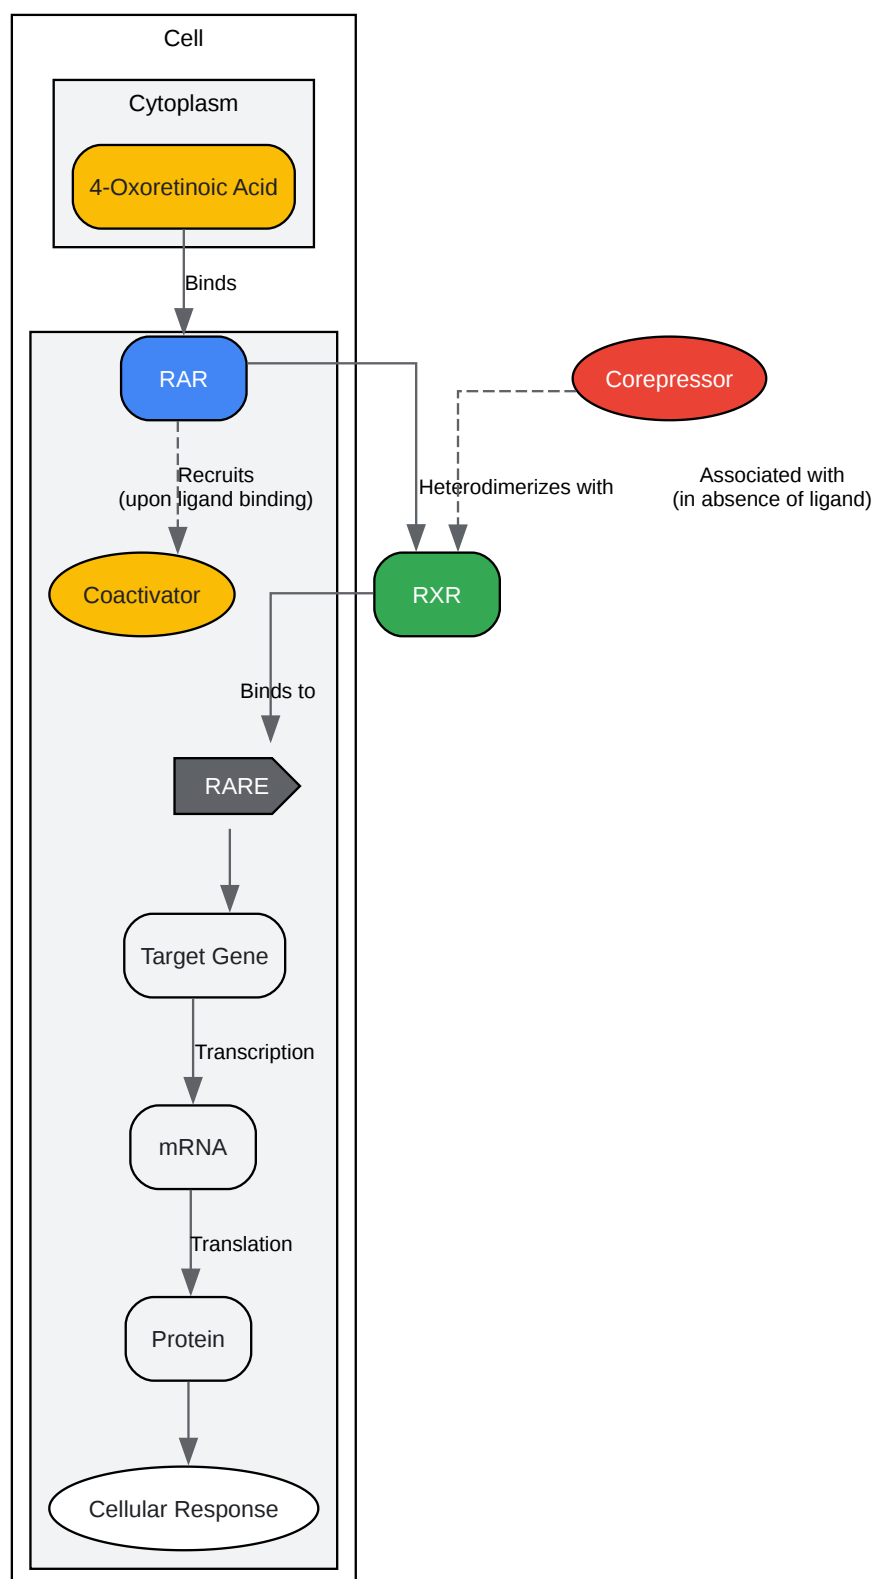 Cell
Cytoplasm
4-Oxoretinoic Acid
Binds
RAR
Corepressor
Recruits
(upon ligand binding)
Heterodimerizes with
Associated with
(in absence of ligand)
Coactivator
RXR
Binds to
RARE
Target Gene
Transcription
mRNA
Translation
Protein
Cellular Response